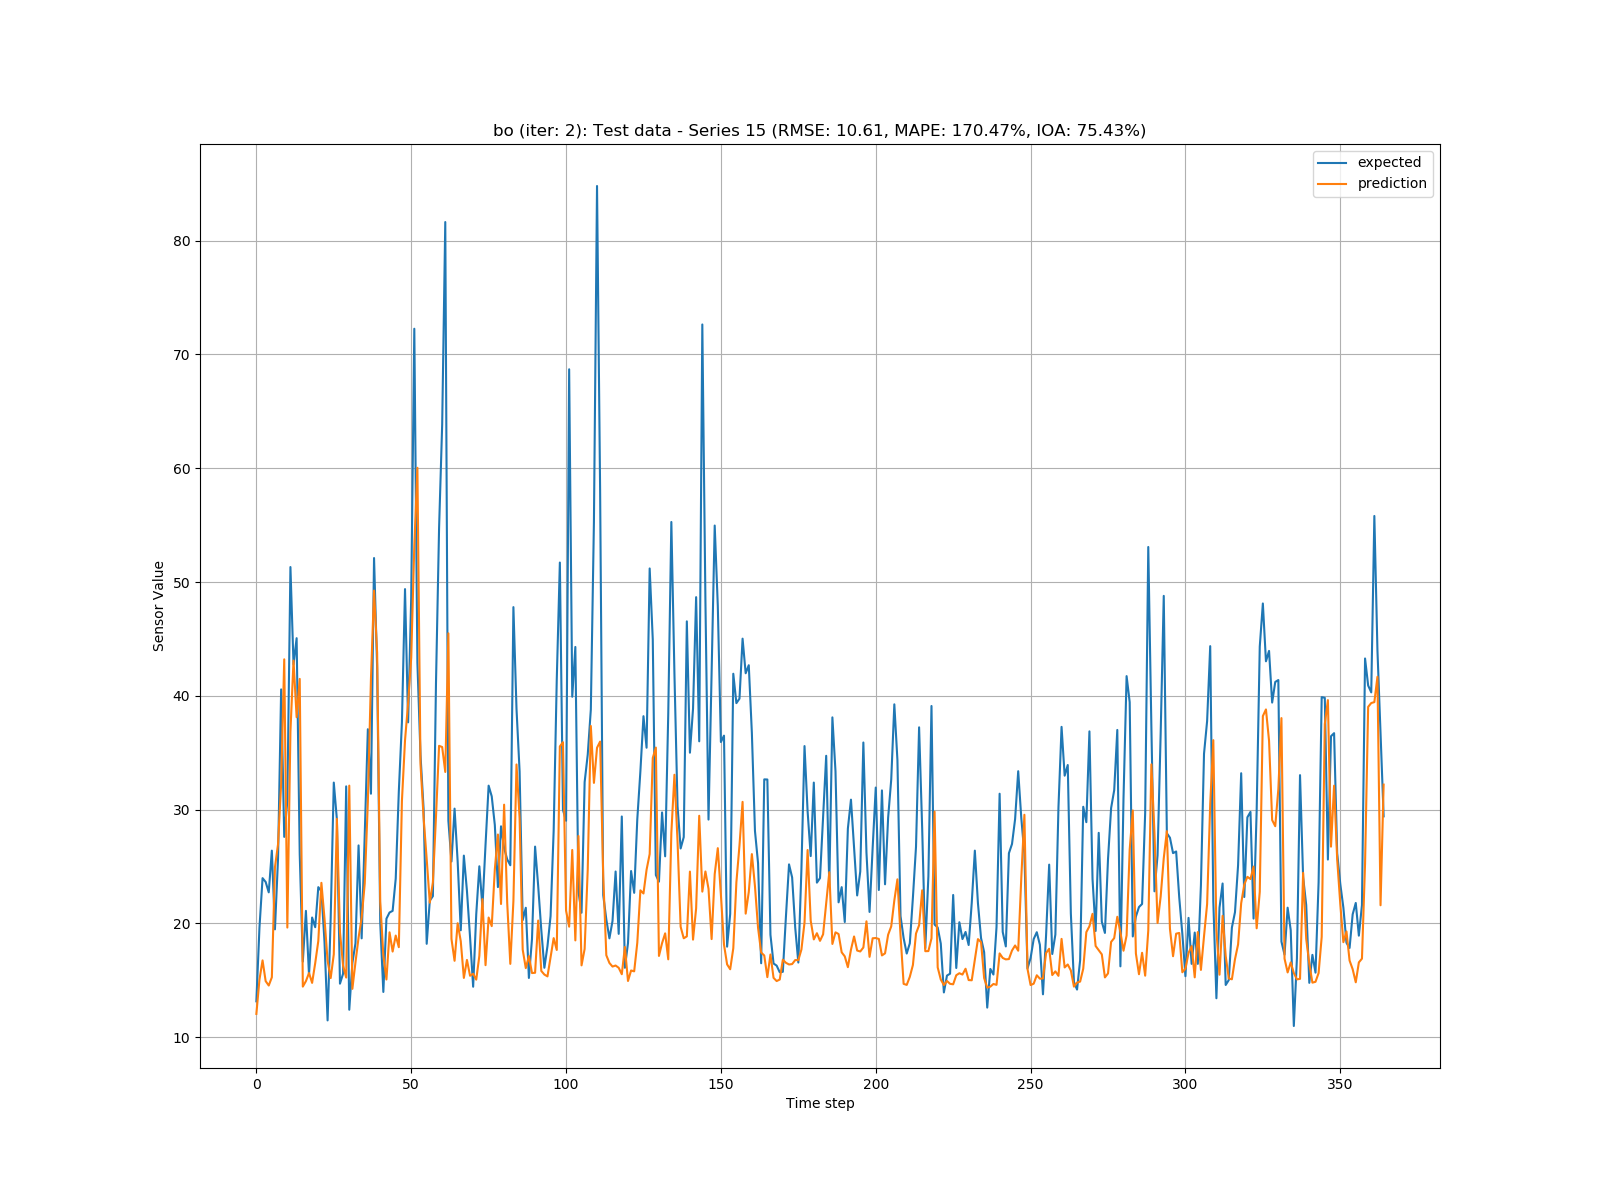 bo (iter: 2): Test data - Series 15 (RMSE: 10.61, MAPE: 170.47%, IOA: 75.43%)
expected
prediction
80
70
60
50
40
30
20
10
Sensor Value
0 50 100 150 200 250 300 350
Time step